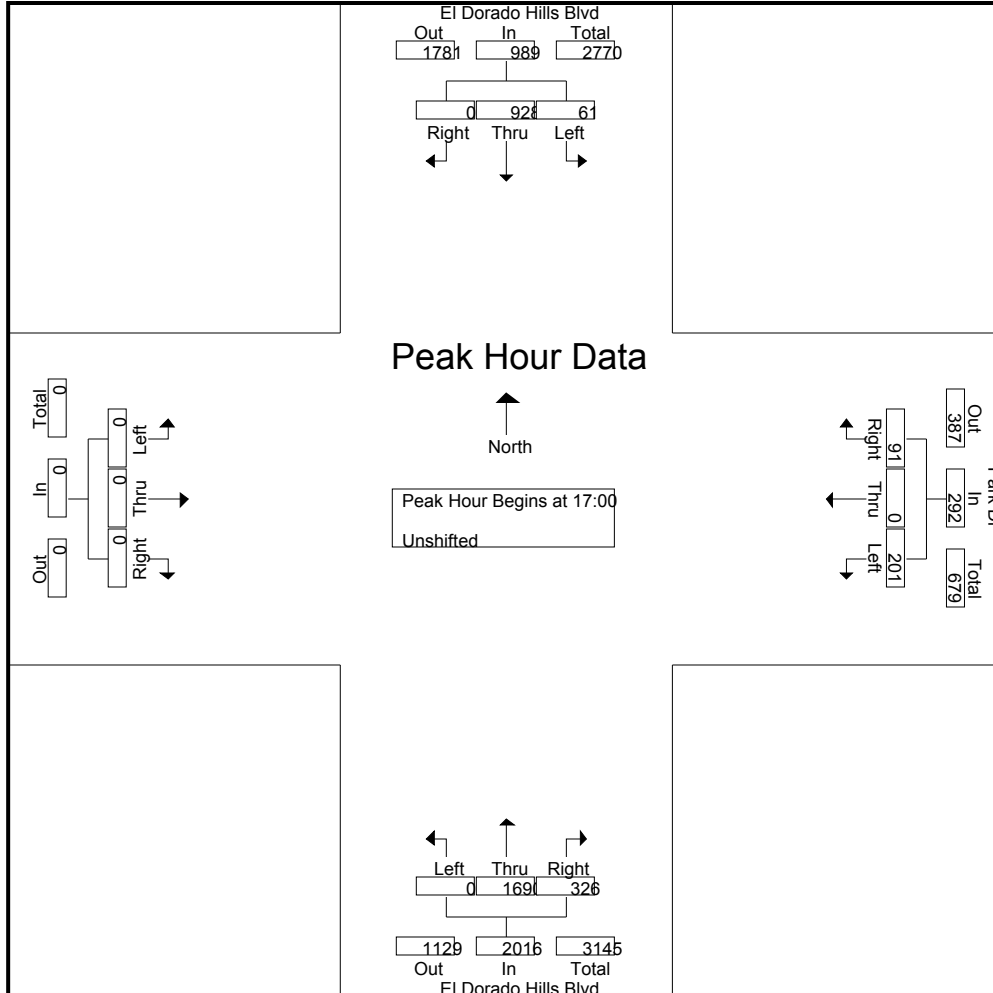 El Dorado Hills Blvd
Out In Total
1781 989 2770
0 928 61
Right Thru Left
Peak Hour Data
North
Peak Hour Begins at 17:00
Unshifted
Total In Out
0 0 0
0 0 0
Left Thru Right
Right Thru Left
91 0 201
387 292 679
Out In Total
Left Thru Right
0 1690 326
1129 2016 3145
Out In Total
El Dorado Hills Blvd